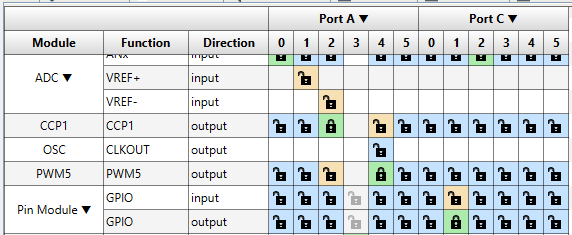 Port A ▼ Port C ▼
Module Function Direction 0 1 2 3 4 5 0 1 2 3 4 5
ANx input
ADC ▼ VREF+ input
VREF- input
CCP1 CCP1 output
OSC CLKOUT output
PWM5 PWM5 output
Pin Module ▼ GPIO input
GPIO output